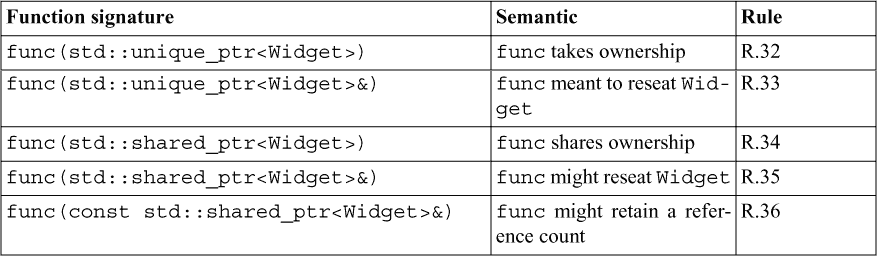 Function signature Semantic Rule
func(std::unique_ptr<Widget>) func takes ownership R.32
func(std::unique_ptr<Widget>&) func meant to reseat Wid- R.33
get
func(std::shared_ptr<Widget>) func shares ownership R.34
func(std::shared_ptr<Widget>&) func might reseat Widget R.35
func(const std::shared_ptr<Widget>&) func might retain a refer- R.36
ence count